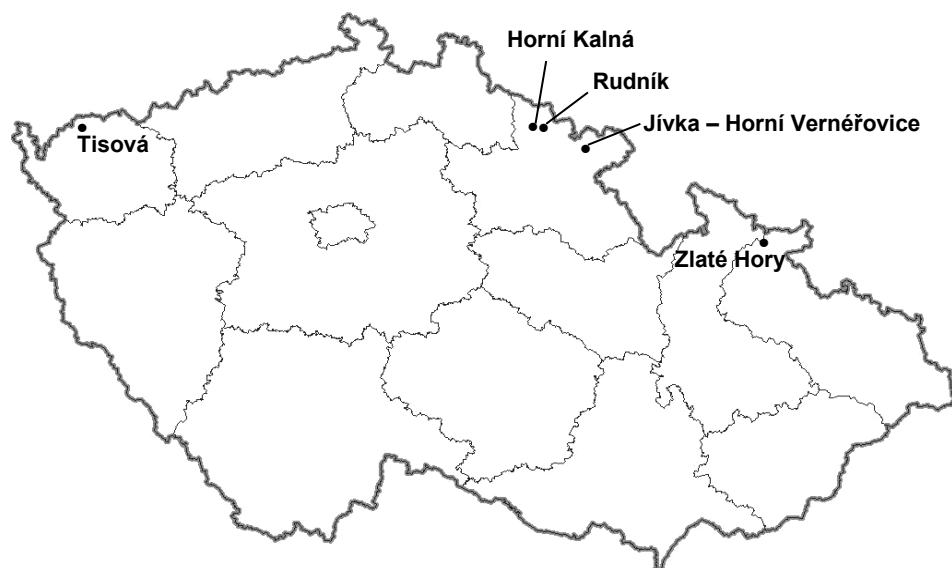 Horní Kalná
Rudník
Jívka – Horní Vernéřovice
Tisová
Zlaté Hory